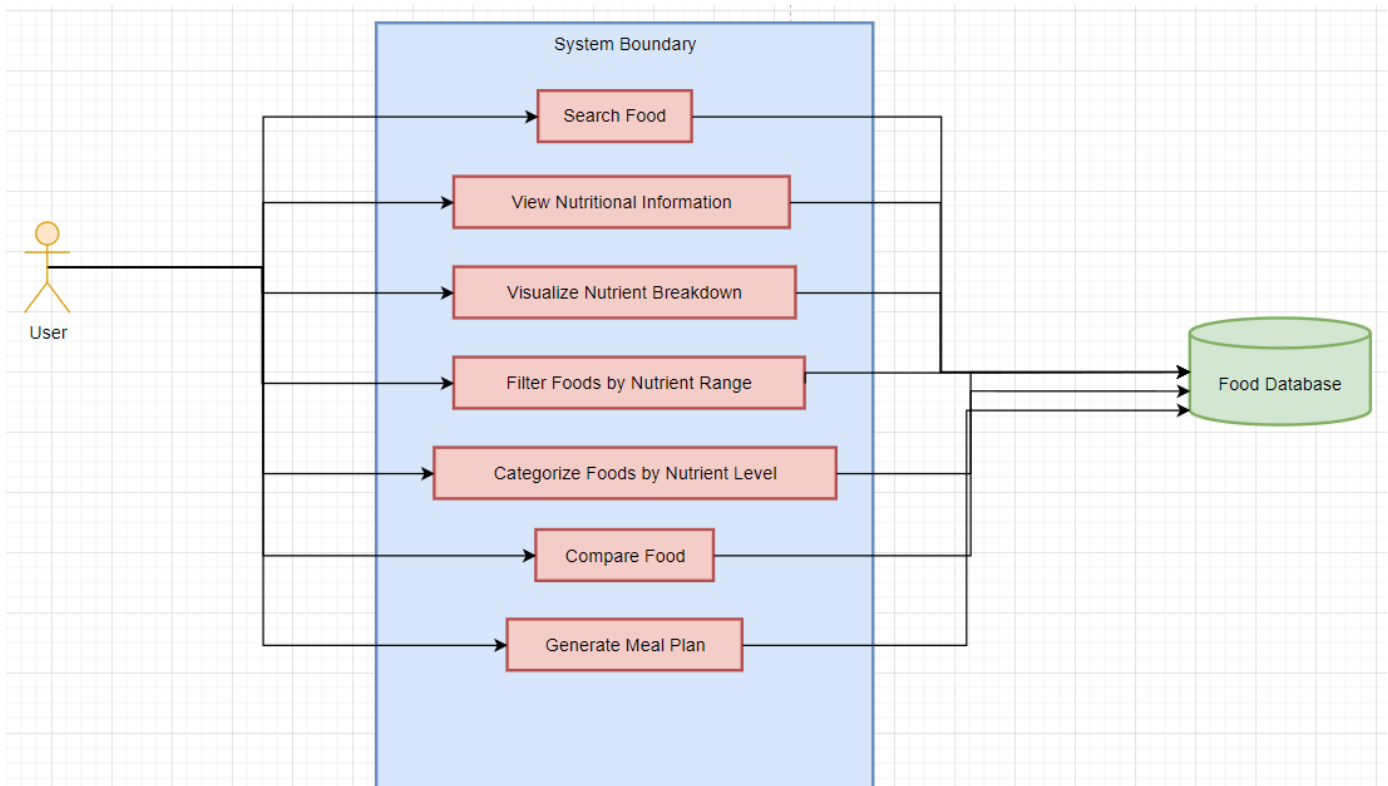 System Boundary
Search Food
View Nutritional Information
Visualize Nutrient Breakdown
User
Filter Foods by Nutrient Range
Food Database
Categorize Foods by Nutrient Level
Compare Food
Generate Meal Plan